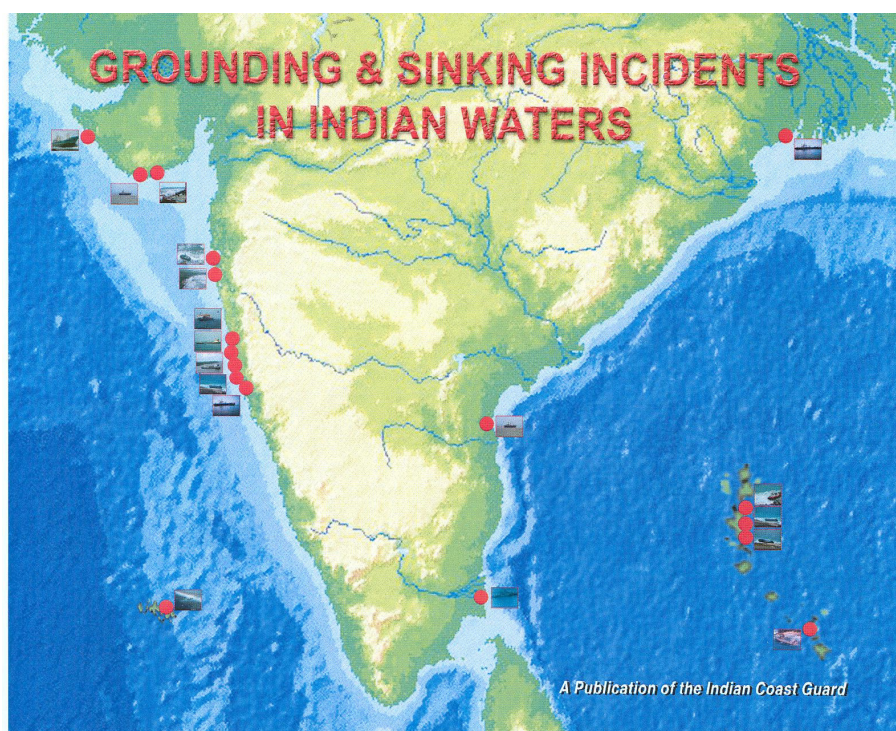 GROUNDING & SINKING INCIDENTS
IN INDIAN WATERS
A Publication of the Indian Coast Guard